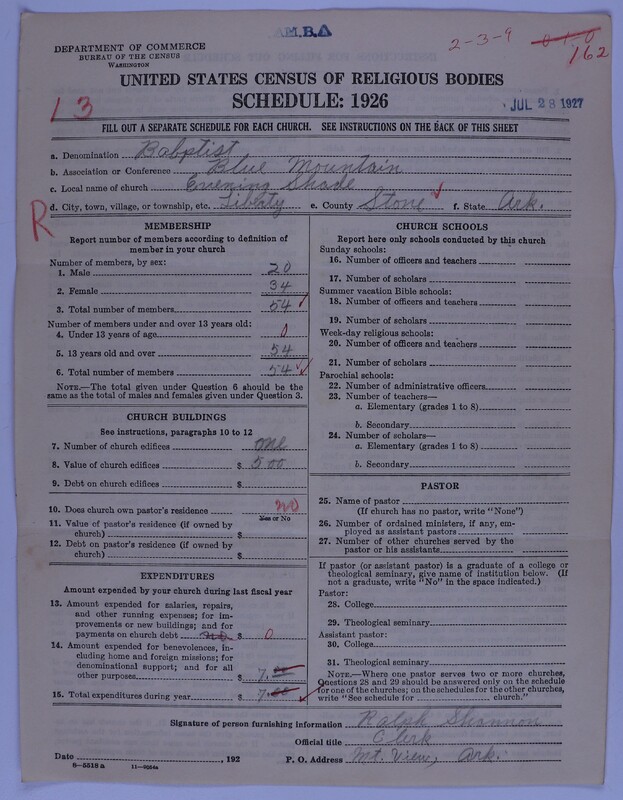 A.M.B.A
DEPARTMENT OF COMMERCE
BUREAU OF THE CENSUS
WASHINGTON
2-3-9
010
162
UNITED STATES CENSUS OF RELIGIOUS BODIES
SCHEDULE: 1926
13
JUL 28 1927
FILL OUT A SEPARATE SCHEDULE FOR EACH CHURCH. SEE INSTRUCTIONS ON THE BACK OF THIS SHEET
a. Denomination Babptist
b. Association or Conference Blue Mountain
c. Local name of church Evening Shade
R
d. City, town, village, or township, etc. Liberty e. County Stone f. State Ark.
MEMBERSHIP
Report number of members according to definition of
member in your church
Number of members, by sex:
1. Male 20
2. Female 34
3. Total number of members 54
Number of members under and over 13 years old:
4. Under 13 years of age 0
5. 13 years old and over 54
6. Total number of members 54
NOTE.—The total given under Question 6 should be the
same as the total of males and females given under Question 3.
CHURCH BUILDINGS
See instructions, paragraphs 10 to 12
7. Number of church edifices one
8. Value of church edifices $ 500
9. Debt on church edifices $
10. Does church own pastor's residence no
Yes or No
11. Value of pastor's residence (if owned by
church) $
12. Debt on pastor's residence (if owned by
church) $
EXPENDITURES
Amount expended by your church during last fiscal year
13. Amount expended for salaries, repairs,
and other running expenses; for im-
provements or new buildings; and for
payments on church debt no $ 0
14. Amount expended for benevolences, in-
cluding home and foreign missions; for
denominational support; and for all
other purposes $ 7.00
15. Total expenditures during year $ 7.00
CHURCH SCHOOLS
Report here only schools conducted by this church
Sunday schools:
16. Number of officers and teachers
17. Number of scholars
Summer vacation Bible schools:
18. Number of officers and teachers
19. Number of scholars
Week-day religious schools:
20. Number of officers and teachers
21. Number of scholars
Parochial schools:
22. Number of administrative officers
23. Number of teachers—
a. Elementary (grades 1 to 8)
b. Secondary
24. Number of scholars—
a. Elementary (grades 1 to 8)
b. Secondary $
PASTOR
25. Name of pastor
(If church has no pastor, write "None")
26. Number of ordained ministers, if any, em-
ployed as assistant pastors
27. Number of other churches served by the
pastor or his assistants
If pastor (or assistant pastor) is a graduate of a college or
theological seminary, give name of institution below. (If
not a graduate, write "No" in the space indicated.)
Pastor:
28. College
29. Theological seminary
Assistant pastor:
30. College
31. Theological seminary
NOTE.—Where one pastor serves two or more churches,
Questions 28 and 29 should be answered only on the schedule
for one of the churches; on the schedules for the other churches,
write "See schedule for church."
Signature of person furnishing information Ralph Shannon
Official title Clerk
Date , 192 P. O. Address Mt. View, Ark.
8—5518 a 11—9054a